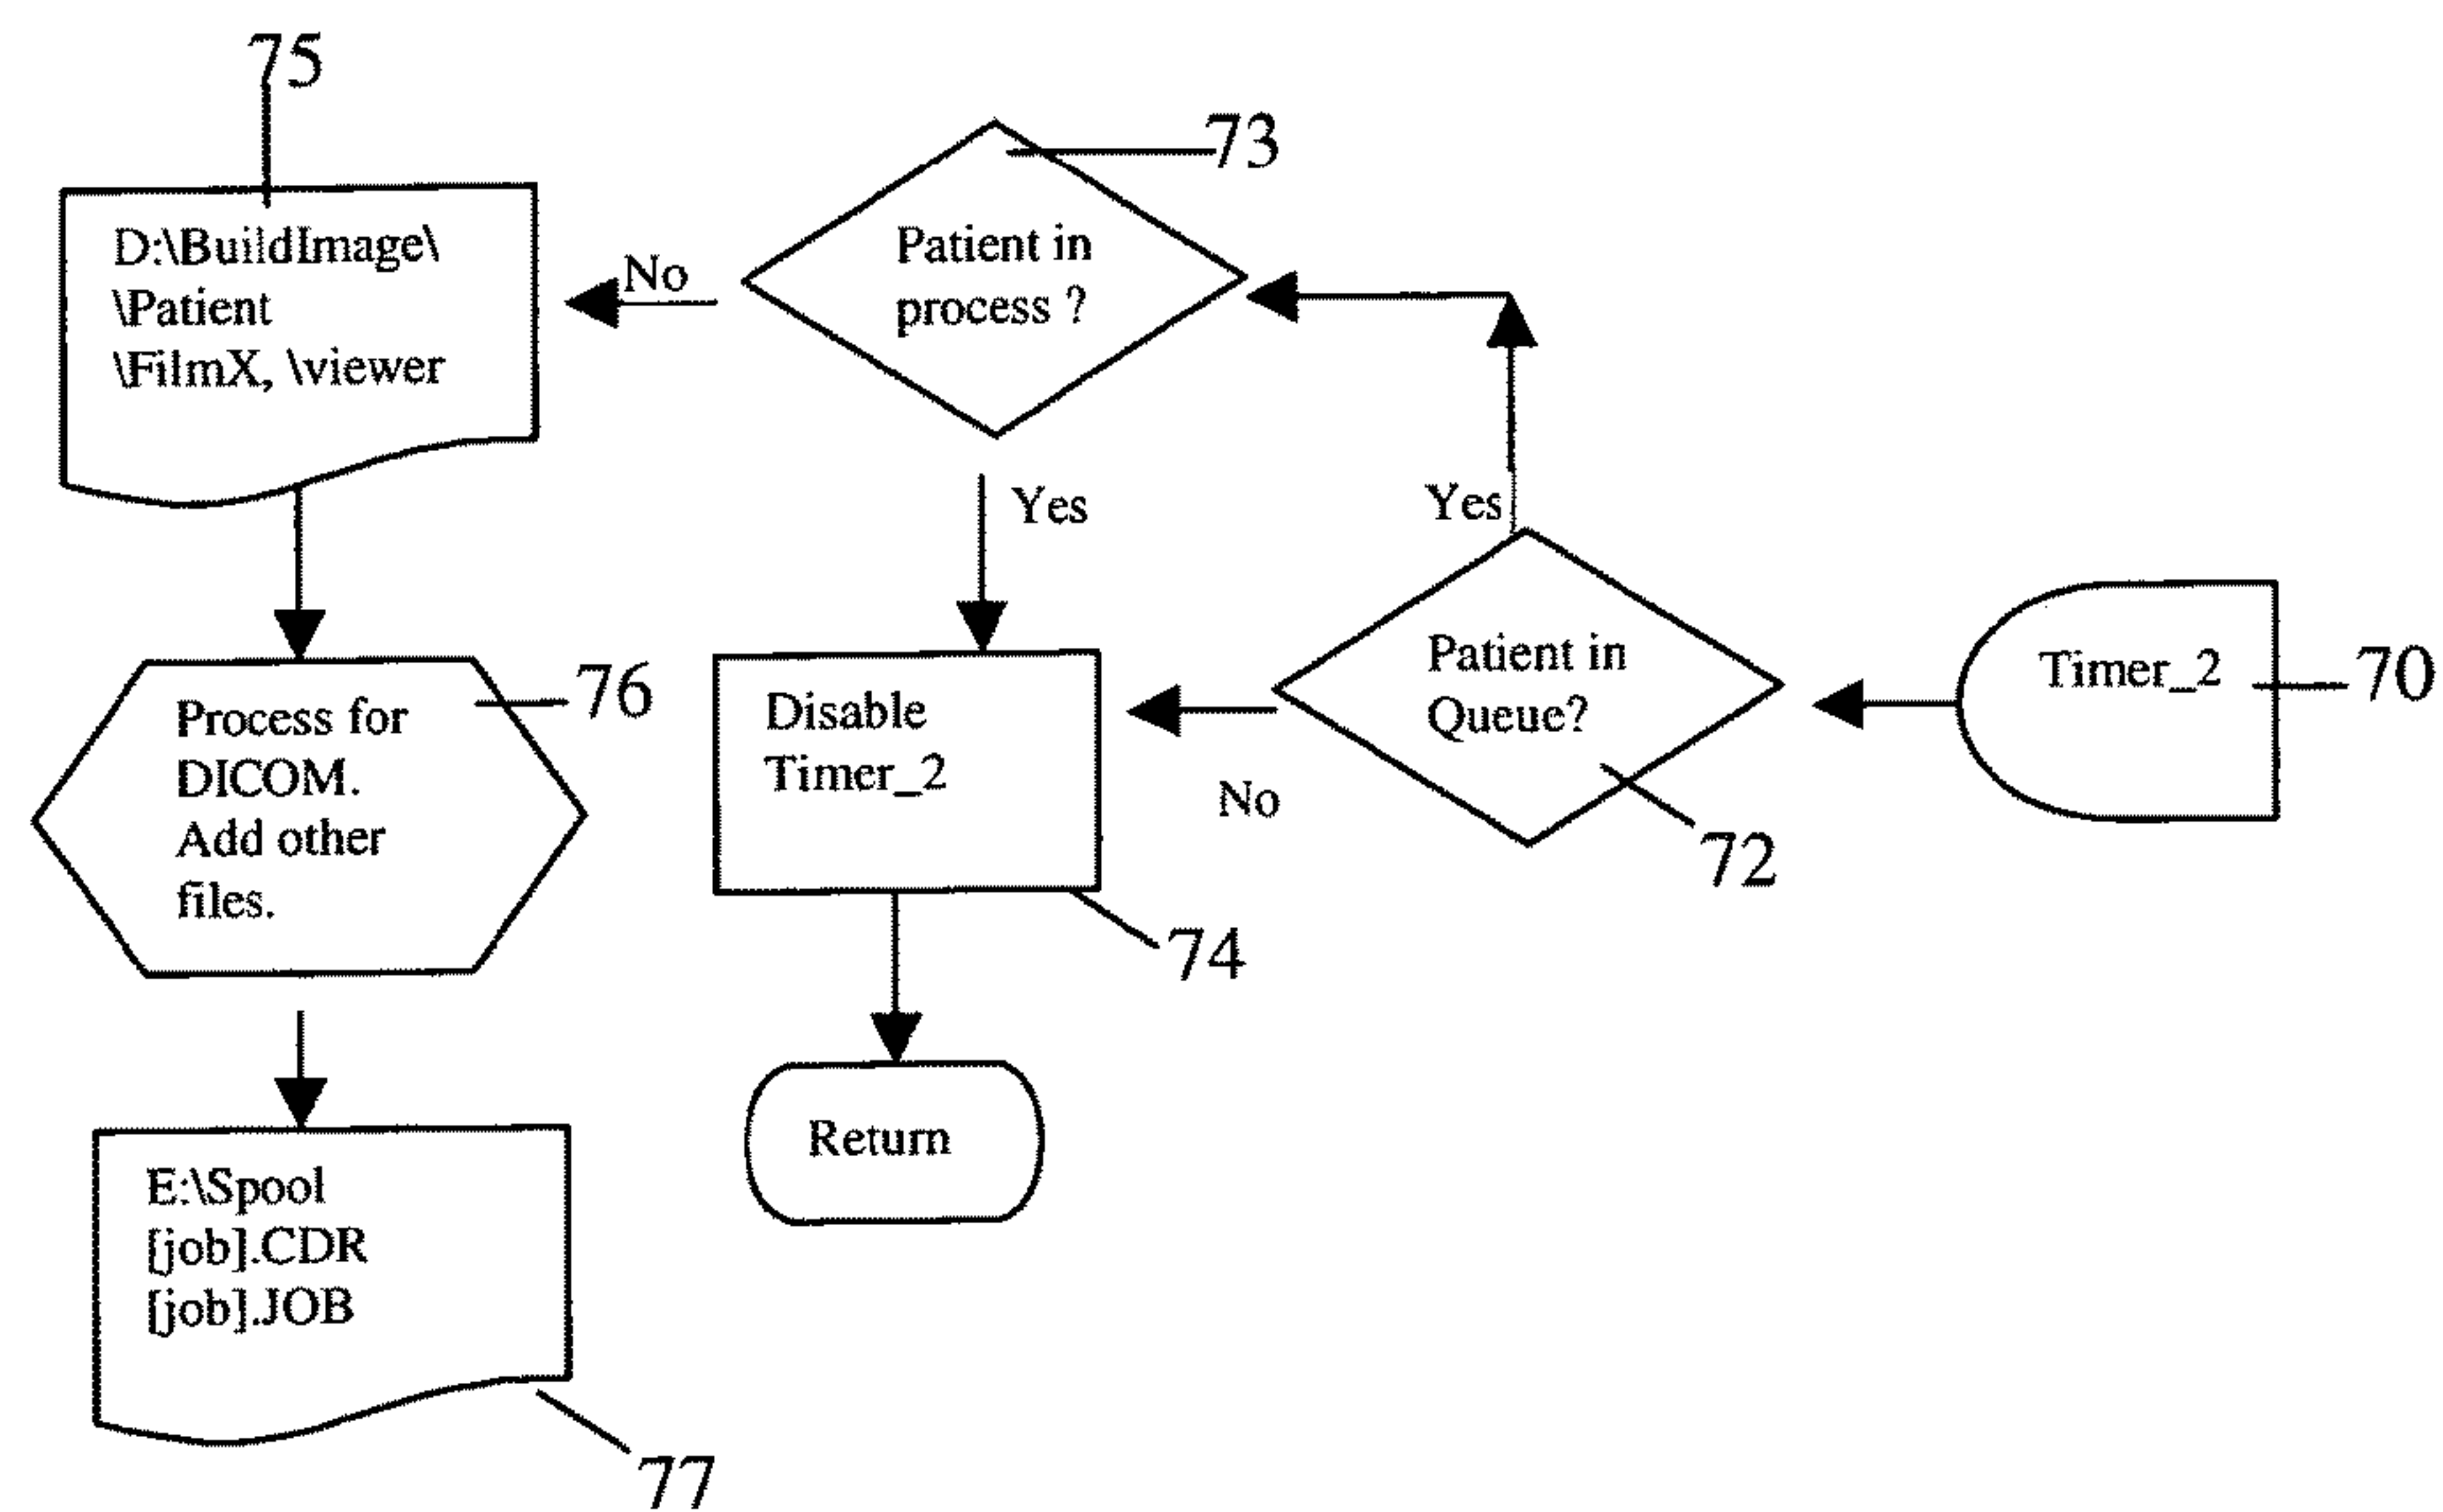 75
D:\BuildImage\
\Patient
\FilmX, \viewer
No
Patient in
process ?
73
Yes
Yes
Patient in
Queue?
72
Timer_2
70
No
Disable
Timer_2
74
Return
Process for
DICOM.
Add other
files.
76
E:\Spool
[job].CDR
[job].JOB
77